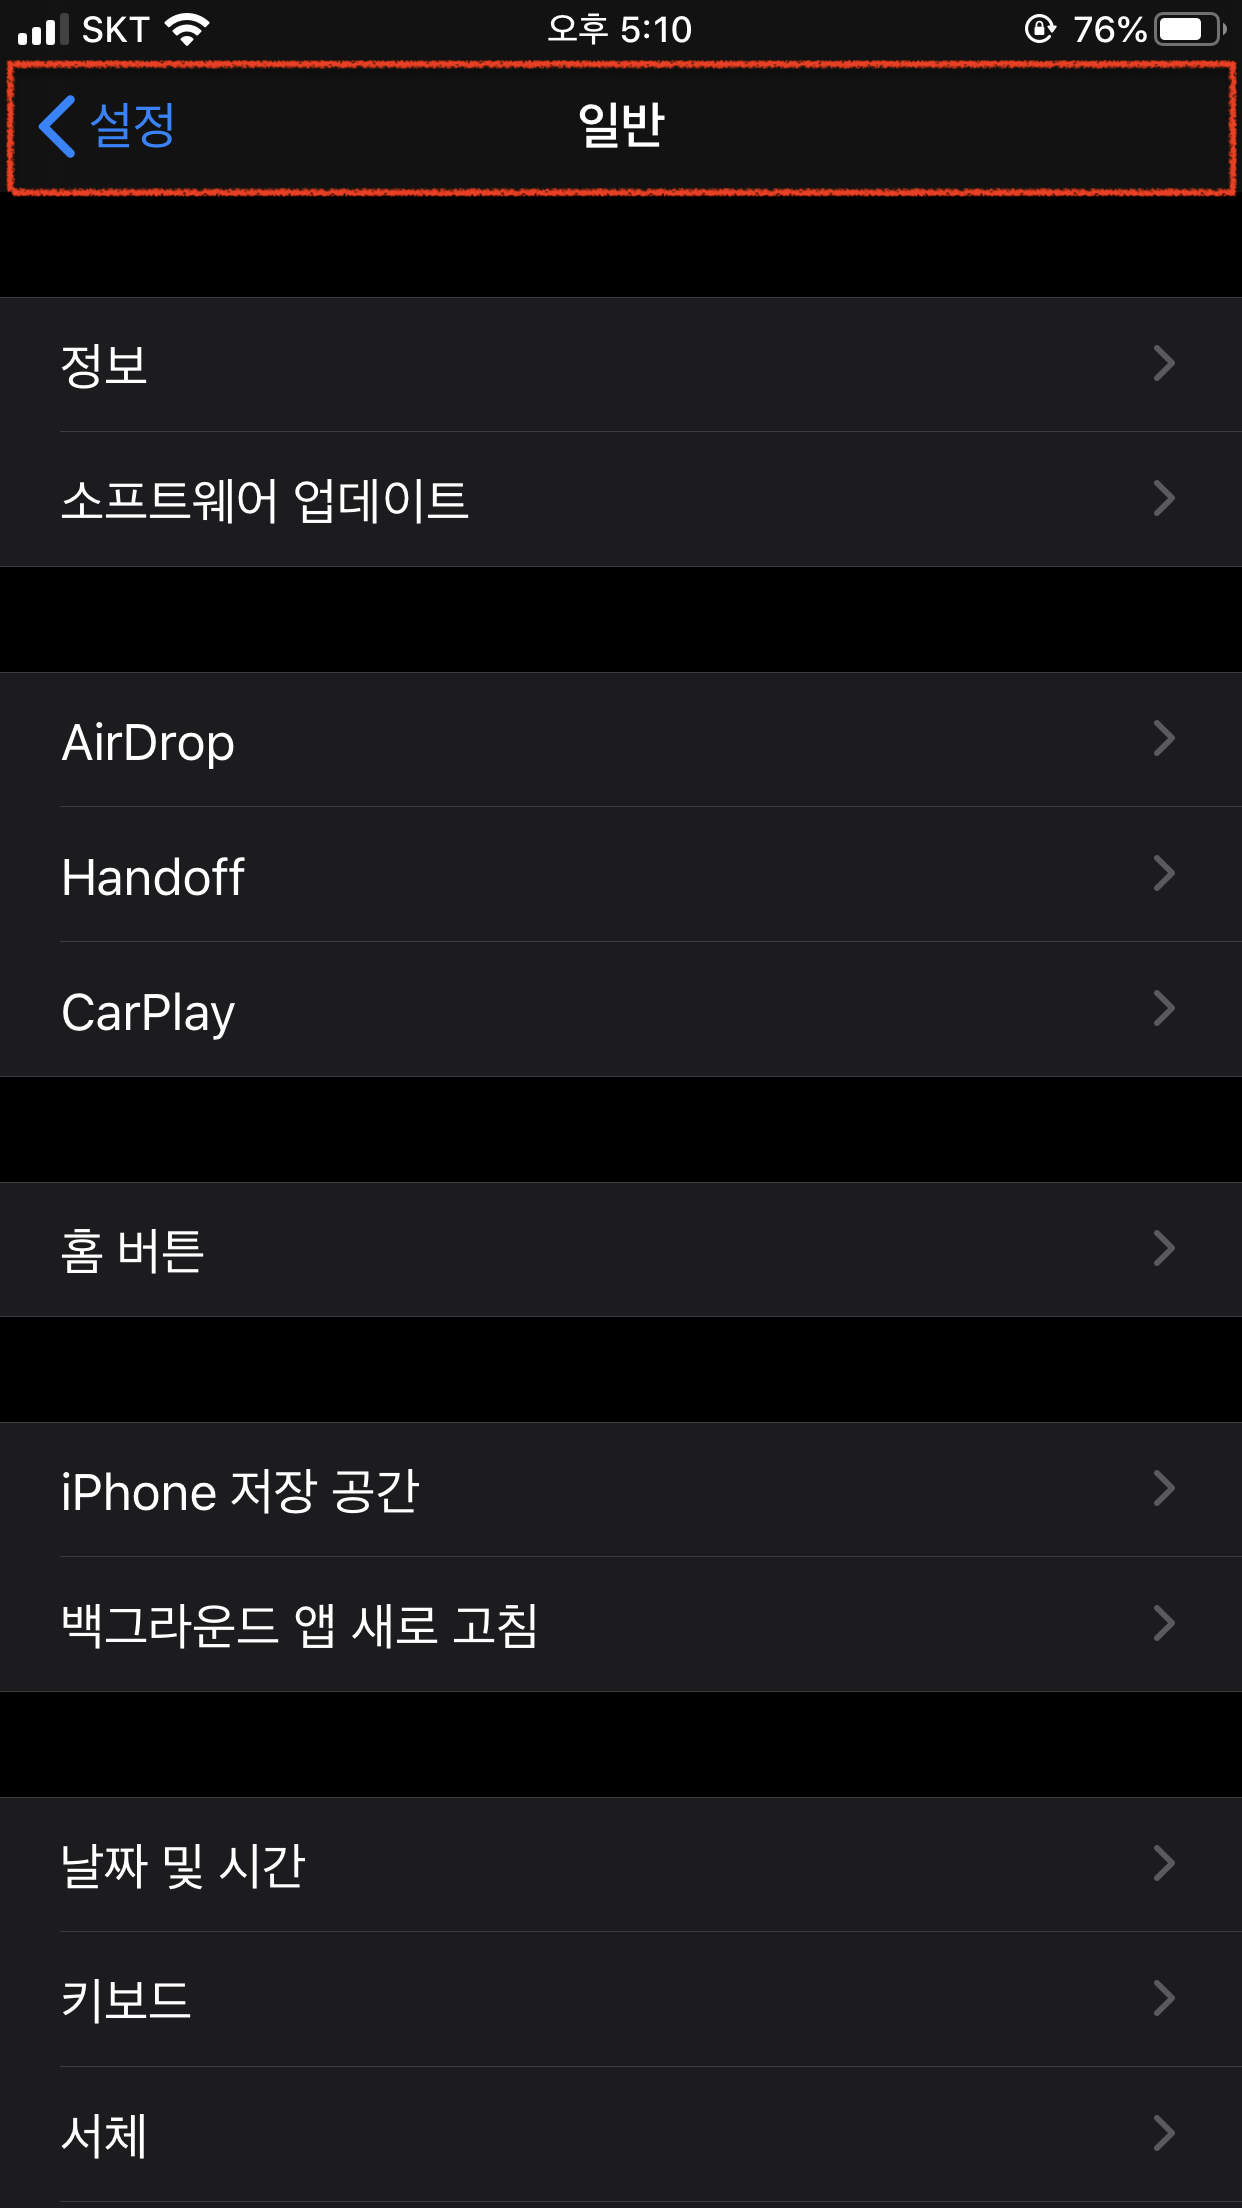 SKT 오후 5:10 76%
설정 일반
정보
소프트웨어 업데이트
AirDrop
Handoff
CarPlay
홈 버튼
iPhone 저장 공간
백그라운드 앱 새로 고침
날짜 및 시간
키보드
서체